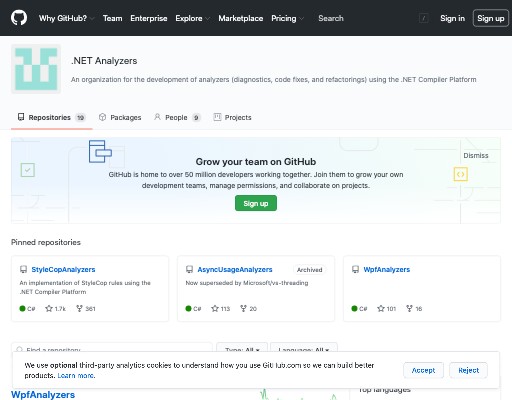 Why GitHub? Team Enterprise Explore Marketplace Pricing Search / Sign in Sign up
.NET Analyzers
An organization for the development of analyzers (diagnostics, code fixes, and refactorings) using the .NET Compiler Platform
Repositories 19 Packages People 9 Projects
Dismiss
Grow your team on GitHub
GitHub is home to over 50 million developers working together. Join them to grow your own
development teams, manage permissions, and collaborate on projects.
Sign up
Pinned repositories
StyleCopAnalyzers
An implementation of StyleCop rules using the
.NET Compiler Platform
C# 1.7k 361
AsyncUsageAnalyzers Archived
Now superseded by Microsoft/vs-threading
C# 113 20
WpfAnalyzers
C# 101 16
Find a repository... Type: All Language: All
We use optional third-party analytics cookies to understand how you use GitHub.com so we can build better
products. Learn more.
Accept Reject
WpfAnalyzers
Top languages